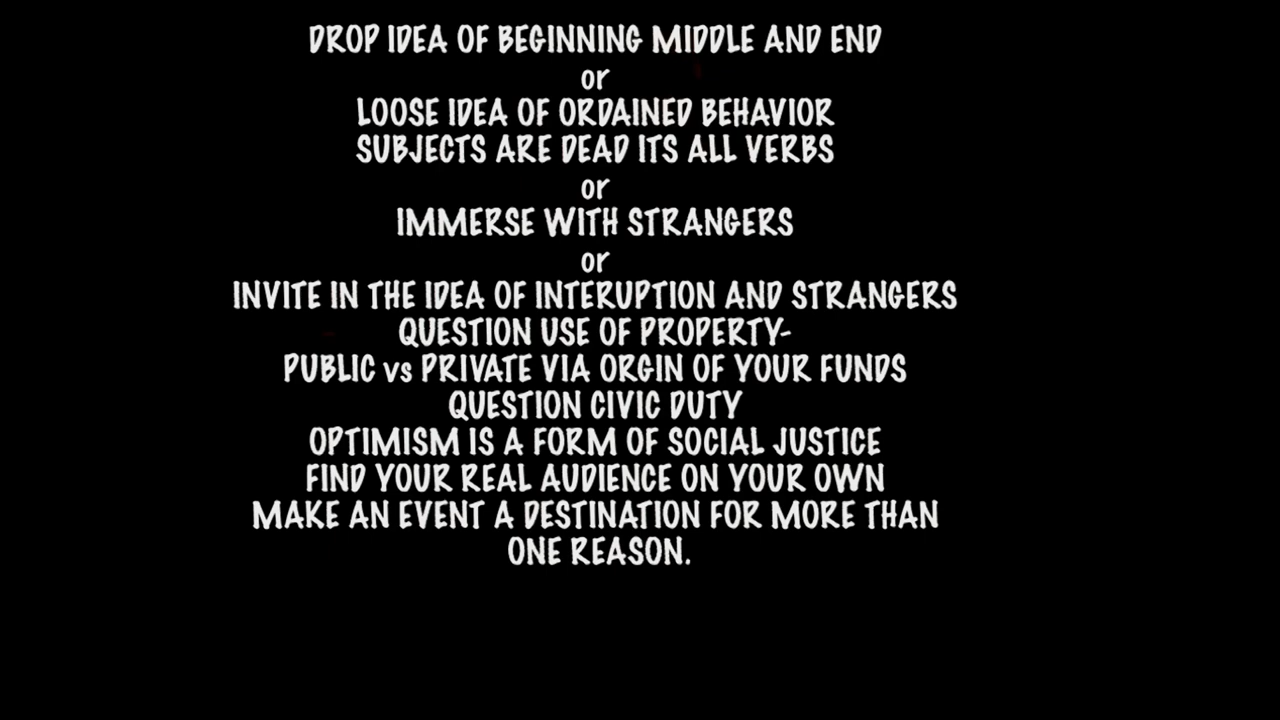 DROP IDEA OF BEGINNING MIDDLE AND END
or
LOOSE IDEA OF ORDAINED BEHAVIOR
SUBJECTS ARE DEAD ITS ALL VERBS
or
IMMERSE WITH STRANGERS
or
INVITE IN THE IDEA OF INTERUPTION AND STRANGERS
QUESTION USE OF PROPERTY-
PUBLIC vs PRIVATE VIA ORGIN OF YOUR FUNDS
QUESTION CIVIC DUTY
OPTIMISM IS A FORM OF SOCIAL JUSTICE
FIND YOUR REAL AUDIENCE ON YOUR OWN
MAKE AN EVENT A DESTINATION FOR MORE THAN
ONE REASON.